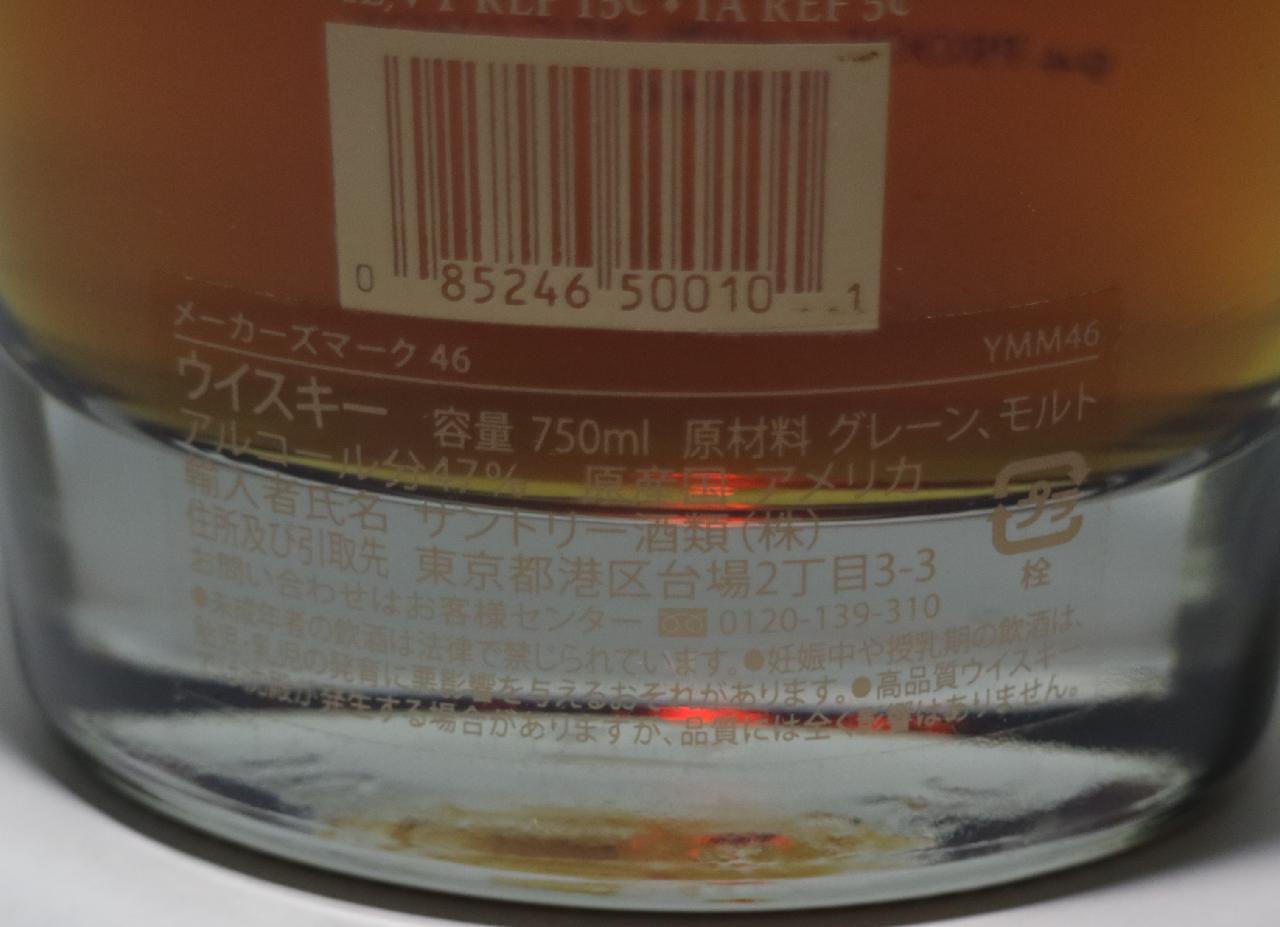 REF 15¢ • IA REF 5¢
0 85246 50010 1
メーカーズマーク 46 YMM46
ウイスキー 容量 750ml 原材料 グレーン、モルト
アルコール分47% 原産国 アメリカ
輸入者氏名 サントリー酒類(株)
プラ
住所及び引取先 東京都港区台場2丁目3-3
栓
お問い合わせはお客様センター 0120-139-310
●未成年者の飲酒は法律で禁じられています。●妊娠中や授乳期の飲酒は、
胎児・乳児の発育に悪影響を与えるおそれがあります。●高品質ウイスキー
が発生する場合がありますが、品質には全く影響はありません。